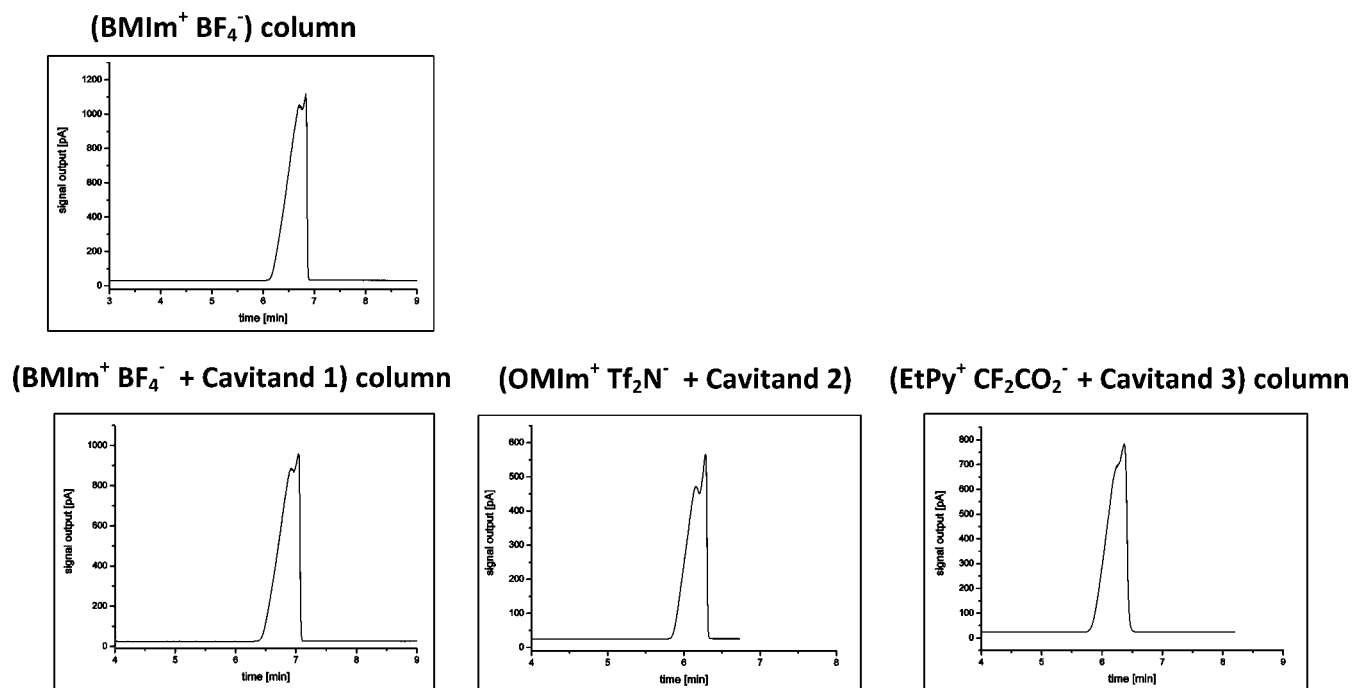 (BMIm⁺ BF₄⁻) column
1200
1000
800
600
400
200
0
signal output [pA]
3 4 5 6 7 8 9
time [min]
(BMIm⁺ BF₄⁻ + Cavitand 1) column
1000
800
600
400
200
0
signal output [pA]
4 5 6 7 8 9
time [min]
(OMIm⁺ Tf₂N⁻ + Cavitand 2)
600
500
400
300
200
100
0
signal output [pA]
4 5 6 7 8
time [min]
(EtPy⁺ CF₂CO₂⁻ + Cavitand 3) column
800
700
600
500
400
300
200
100
0
signal output [pA]
4 5 6 7 8 9
time [min]